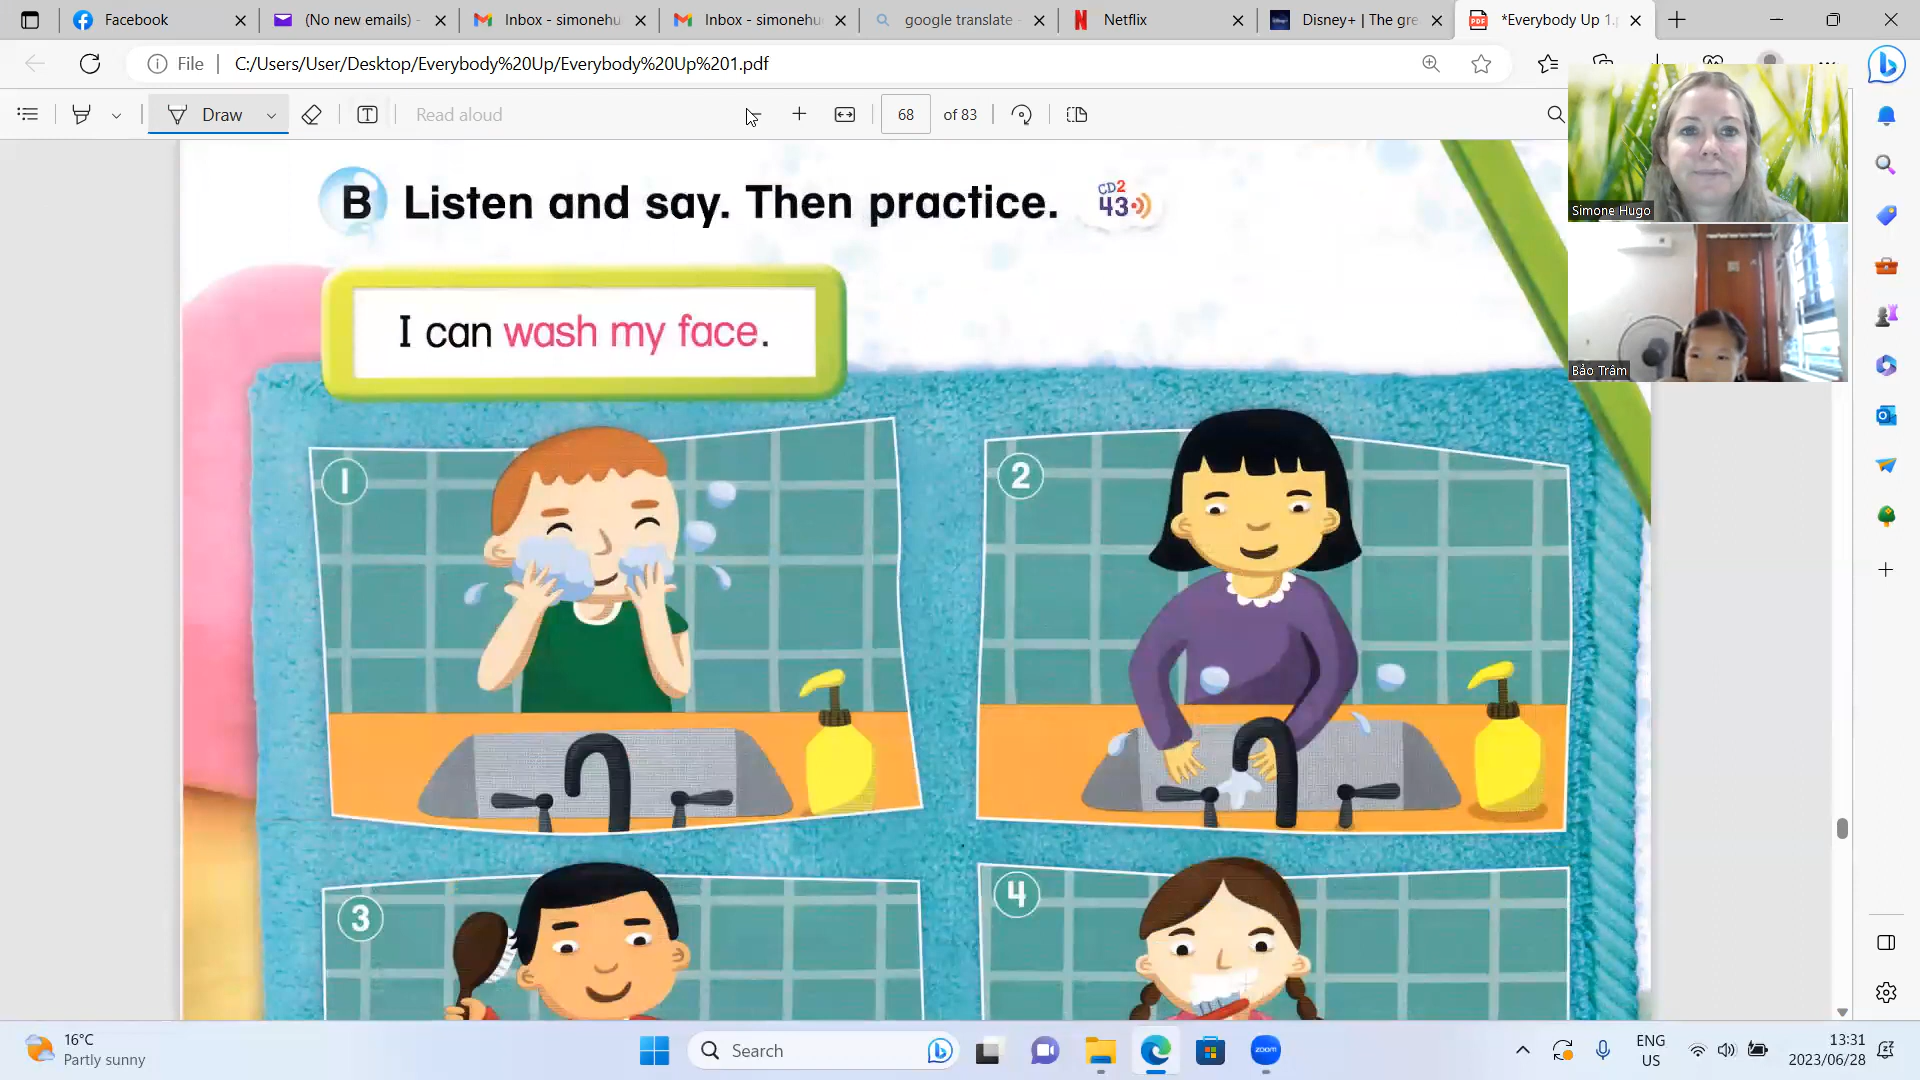 Facebook
(No new emails) -
Inbox - simonehu
Inbox - simonehu
google translate -
Netflix
Disney+ | The gre
*Everybody Up 1.p
File
C:/Users/User/Desktop/Everybody%20Up/Everybody%20Up%201.pdf
Draw
Read aloud
68 of 83
B Listen and say. Then practice.
CD2
43
I can wash my face.
1
2
3
4
Simone Hugo
Bảo Trâm
16°C
Partly sunny
Search
zoom
ENG
US
13:31
2023/06/28